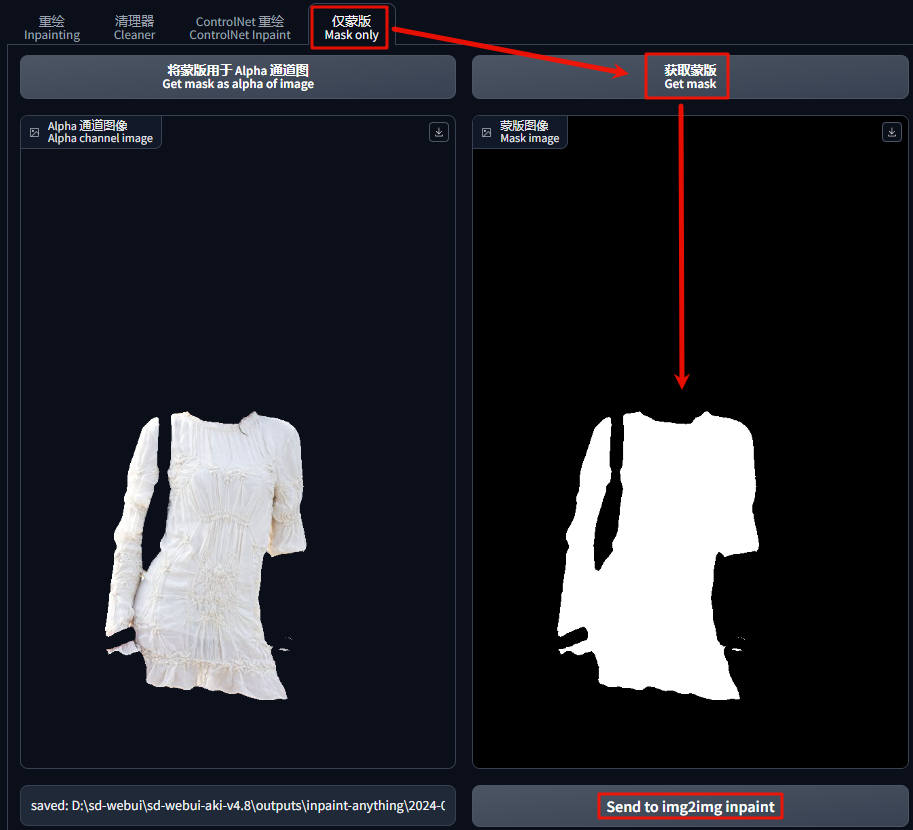 重绘
Inpainting
清理器
Cleaner
ControlNet 重绘
ControlNet Inpaint
仅蒙版
Mask only
将蒙版用于 Alpha 通道图
Get mask as alpha of image
获取蒙版
Get mask
Alpha 通道图像
Alpha channel image
蒙版图像
Mask image
saved: D:\sd-webui\sd-webui-aki-v4.8\outputs\inpaint-anything\2024-0
Send to img2img inpaint